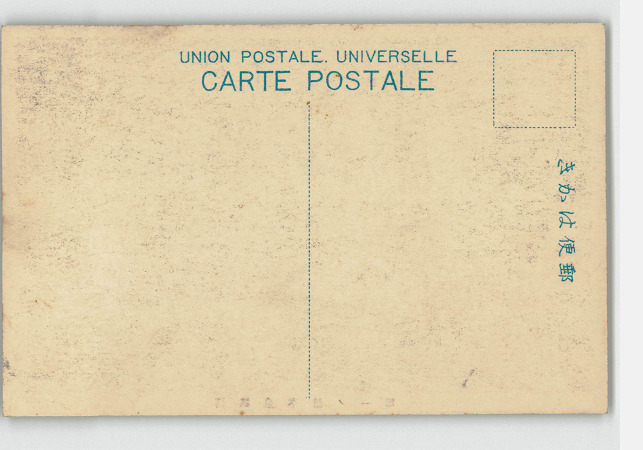 UNION POSTALE. UNIVERSELLE
CARTE POSTALE
郵便はかき